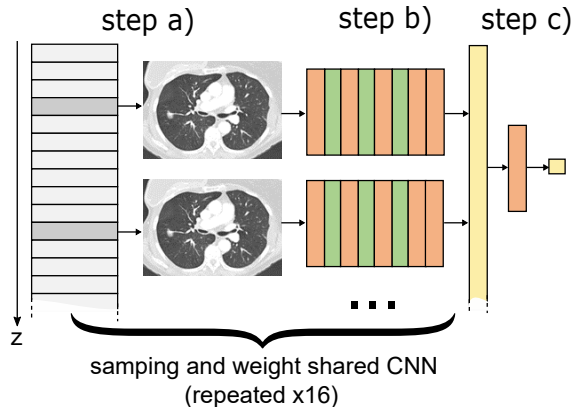 step a)
step b)
step c)
z
samping and weight shared CNN
(repeated x16)